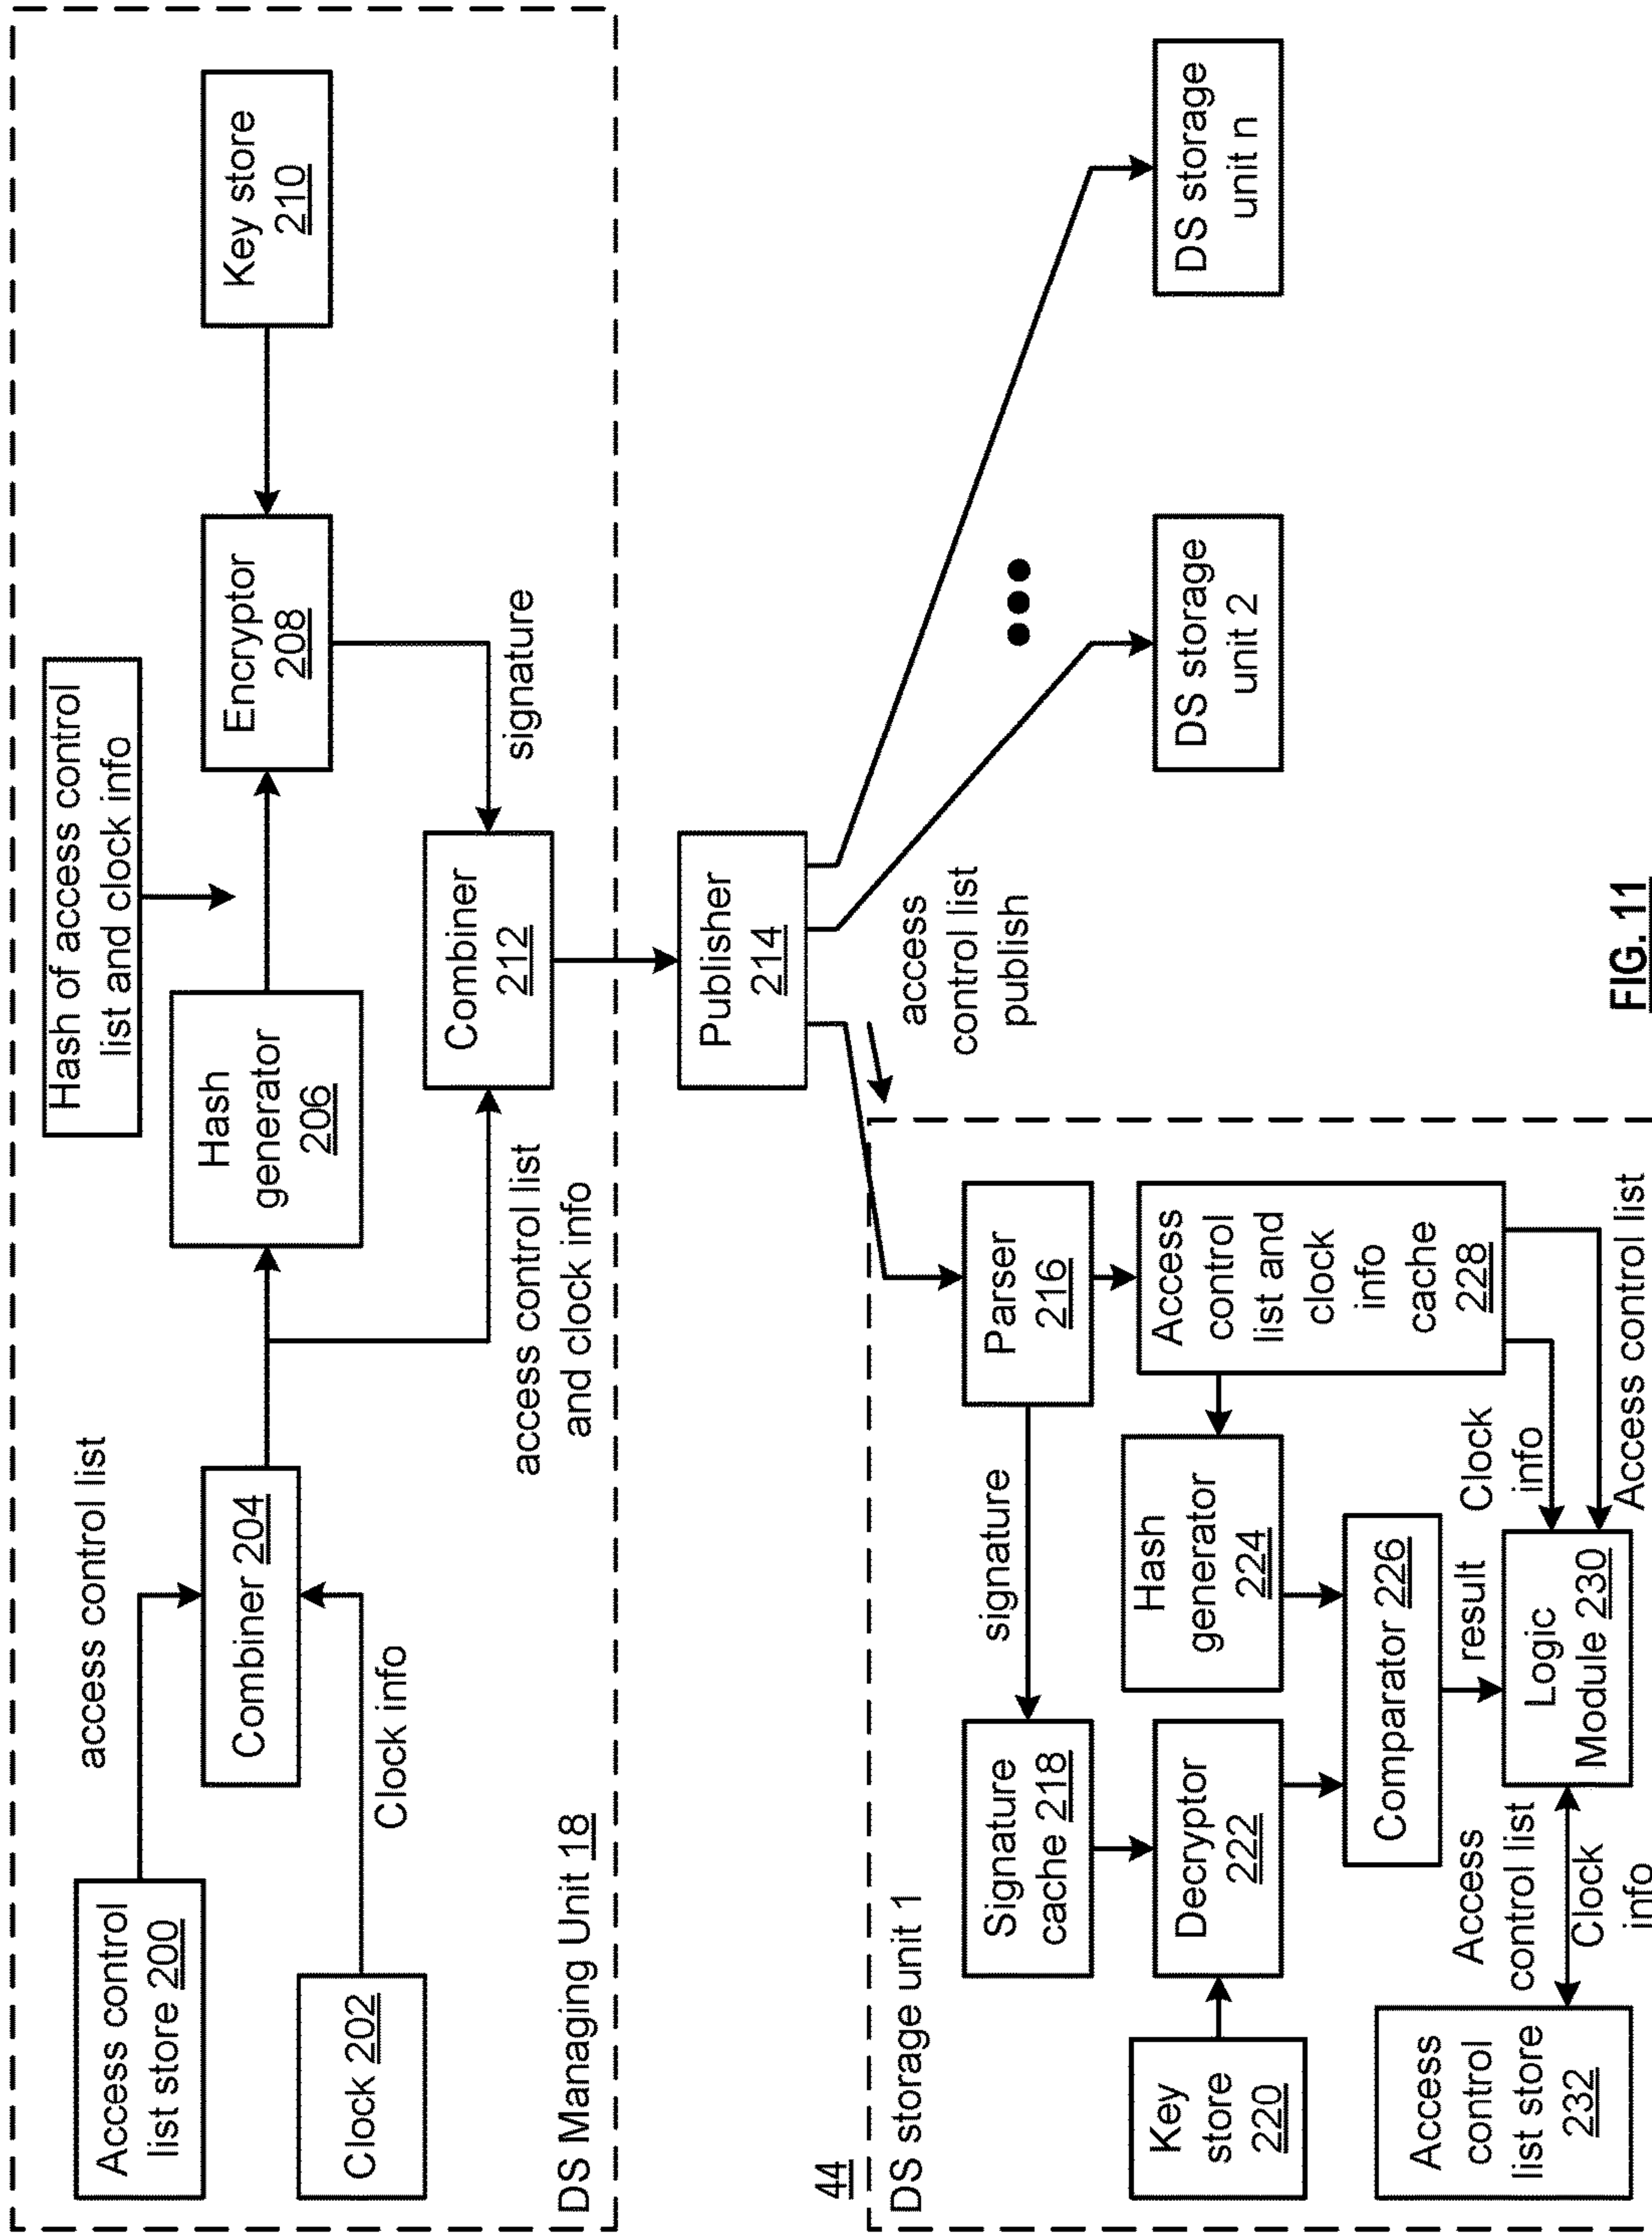 Access control
list store 200
access control list
Clock 202
Clock info
Combiner 204
Hash
generator
206
Hash of access control
list and clock info
Encryptor
208
Key store
210
signature
access control list
and clock info
Combiner
212
DS Managing Unit 18
Publisher
214
access
control list
publish
DS storage
unit 2
DS storage
unit n
44
DS storage unit 1
Parser
216
signature
Signature
cache 218
Access
control
list and
clock
info
cache
228
Key
store
220
Decryptor
222
Hash
generator
224
Comparator 226
result
Clock
info
Access control list
Logic
Module 230
Access
control list
Clock
info
Access
control
list store
232
FIG. 11